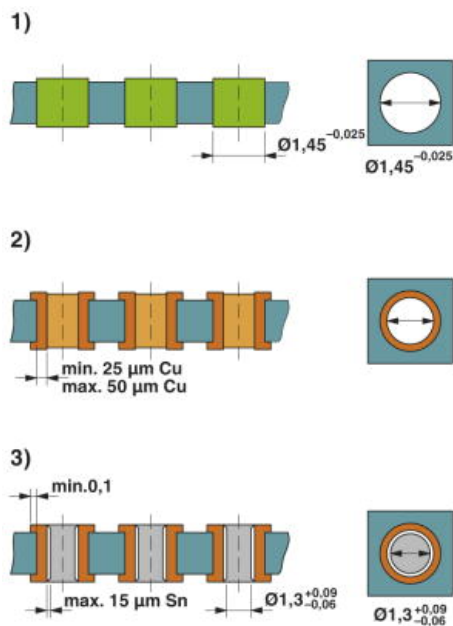 1)
Ø1,45 -0,025
Ø1,45 -0,025
2)
min. 25 µm Cu
max. 50 µm Cu
3)
min.0,1
max. 15 µm Sn
Ø1,3 +0,09 -0,06
Ø1,3 +0,09 -0,06